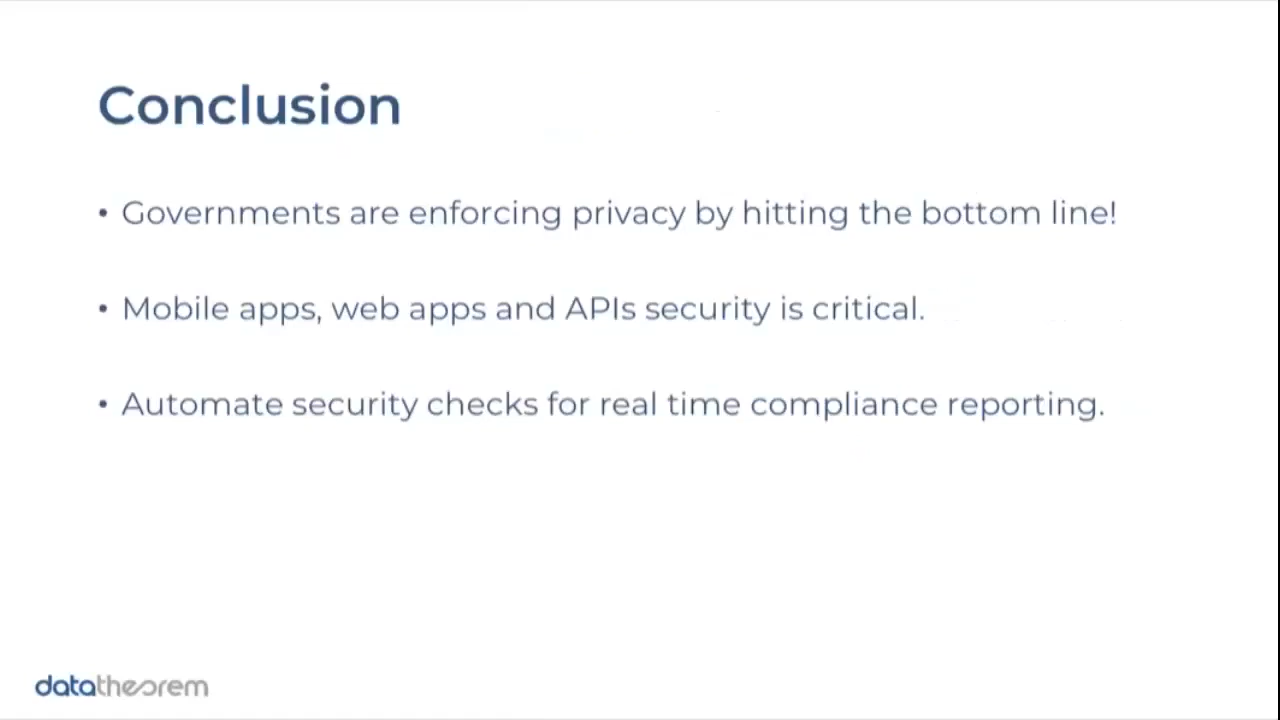 Conclusion
• Governments are enforcing privacy by hitting the bottom line!
• Mobile apps, web apps and APIs security is critical.
• Automate security checks for real time compliance reporting.
datatheorem